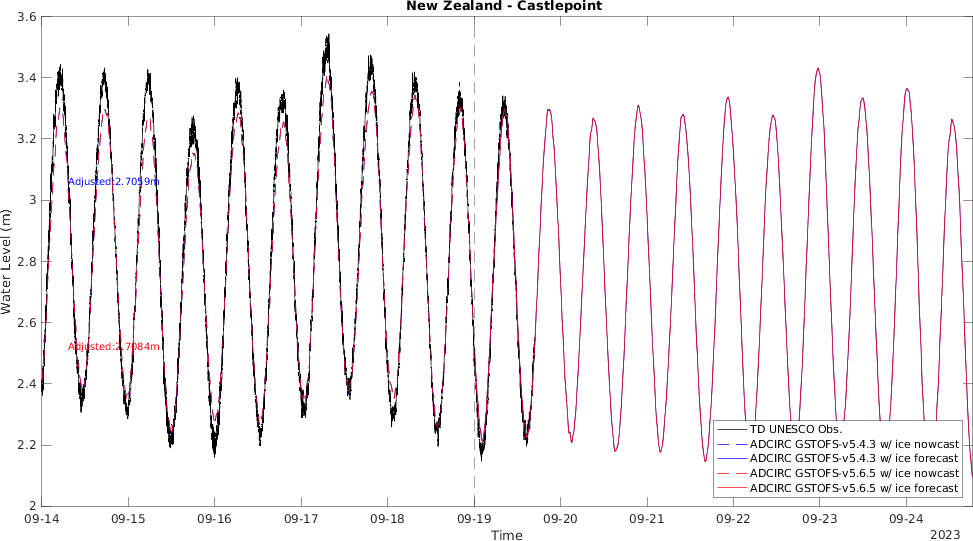 New Zealand - Castlepoint
3.6
3.4
3.2
3
2.8
2.6
2.4
2.2
2
Water Level (m)
Adjusted:2.7059m
Adjusted:2.7084m
TD UNESCO Obs.
ADCIRC GSTOFS-v5.4.3 w/ ice nowcast
ADCIRC GSTOFS-v5.4.3 w/ ice forecast
ADCIRC GSTOFS-v5.6.5 w/ ice nowcast
ADCIRC GSTOFS-v5.6.5 w/ ice forecast
09-14 09-15 09-16 09-17 09-18 09-19 09-20 09-21 09-22 09-23 09-24
Time
2023